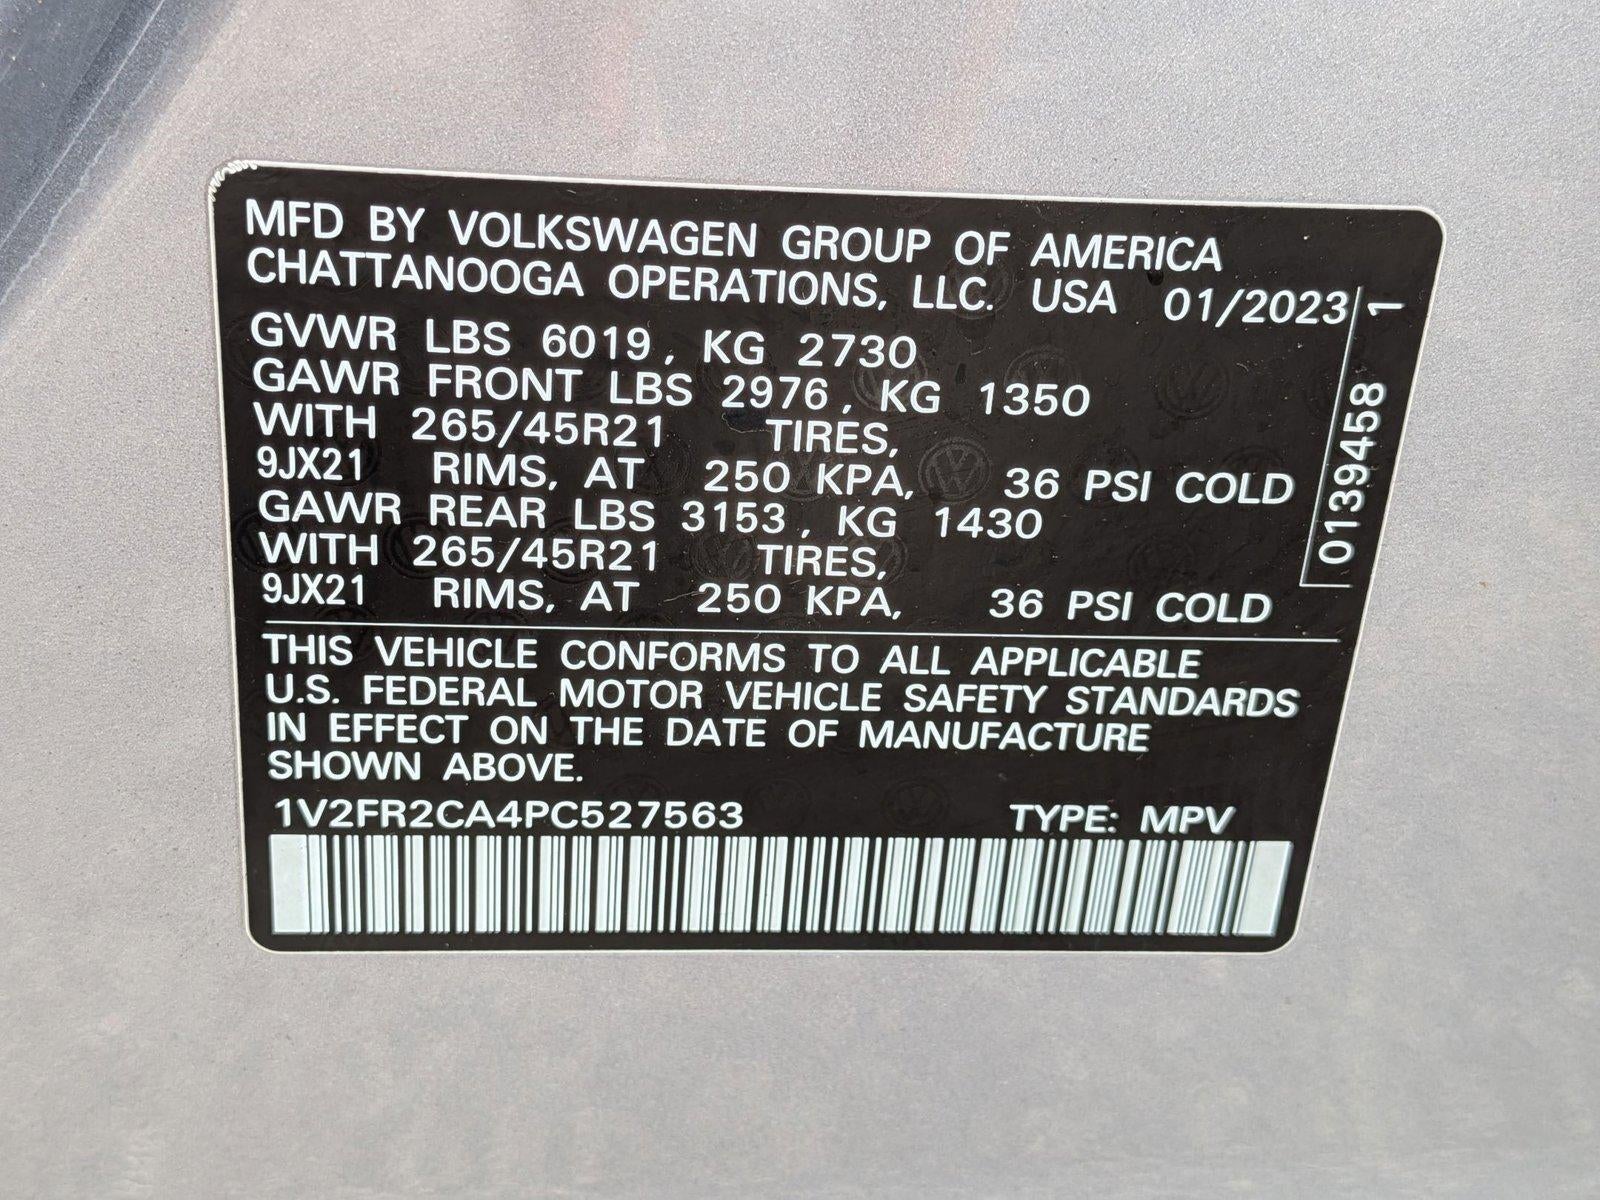 MFD BY VOLKSWAGEN GROUP OF AMERICA
CHATTANOOGA OPERATIONS, LLC. USA 01/2023
GVWR LBS 6019, KG 2730
GAWR FRONT LBS 2976, KG 1350
WITH 265/45R21 TIRES,
9JX21 RIMS, AT 250 KPA, 36 PSI COLD
GAWR REAR LBS 3153, KG 1430
WITH 265/45R21 TIRES,
9JX21 RIMS, AT 250 KPA, 36 PSI COLD
0139458 1
THIS VEHICLE CONFORMS TO ALL APPLICABLE
U.S. FEDERAL MOTOR VEHICLE SAFETY STANDARDS
IN EFFECT ON THE DATE OF MANUFACTURE
SHOWN ABOVE.
1V2FR2CA4PC527563 TYPE: MPV